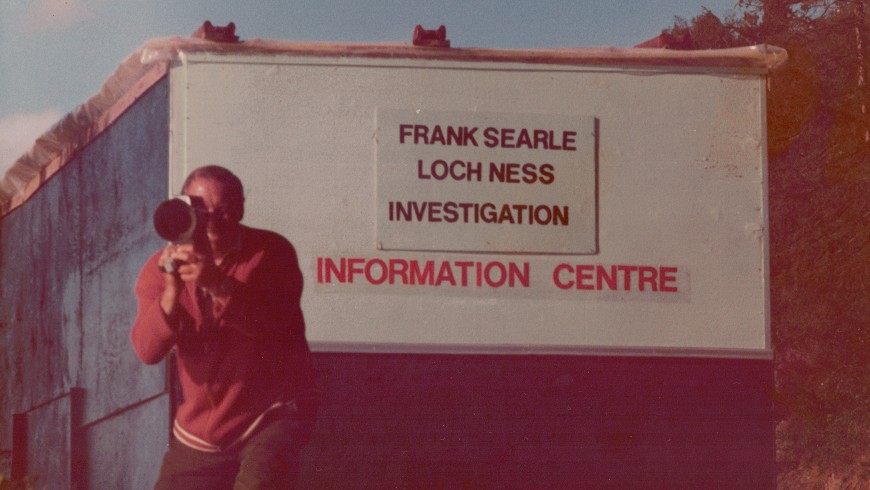 FRANK SEARLE
LOCH NESS
INVESTIGATION
INFORMATION CENTRE